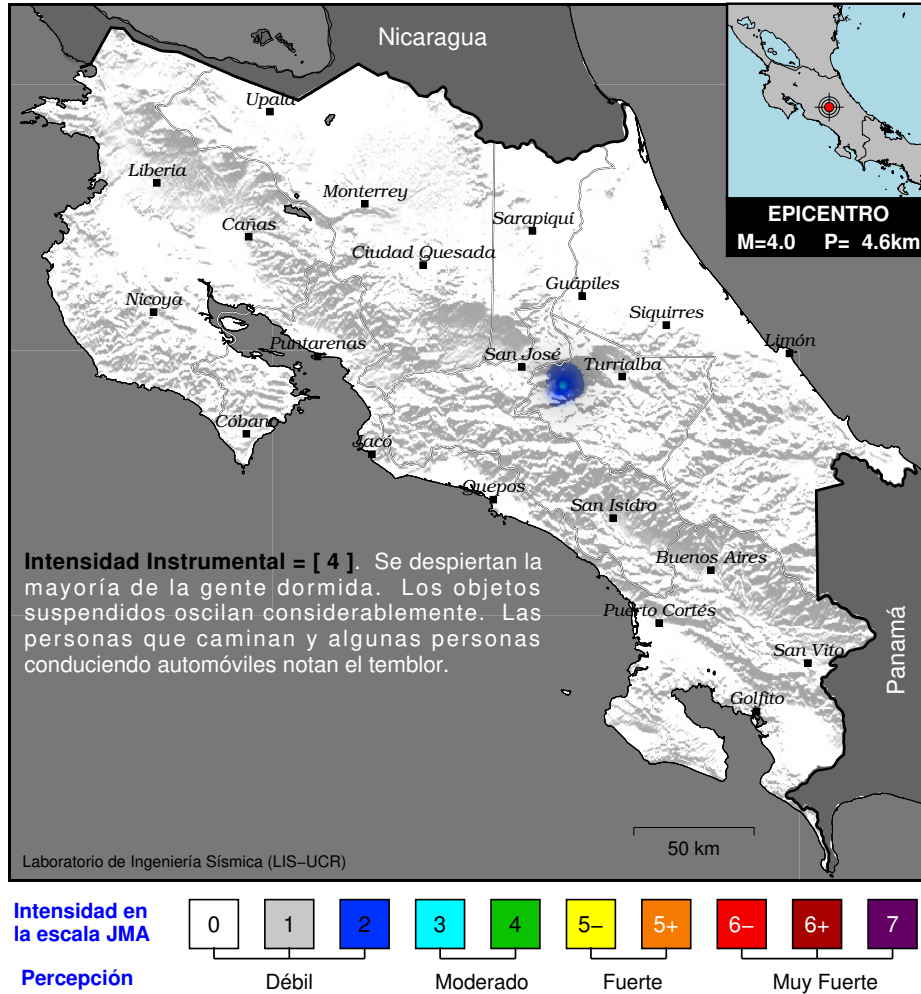 Nicaragua
EPICENTRO
M=4.0 P= 4.6km
Upala
Liberia
Monterrey
Cañas
Sarapiquí
Ciudad Quesada
Guápiles
Nicoya
Siquirres
Puntarenas
San José
Limón
Turrialba
Cóbano
Jacó
Quepos
San Isidro
Buenos Aires
Puerto Cortés
San Vito
Golfito
Panamá
Intensidad Instrumental = [ 4 ]. Se despiertan la
mayoría de la gente dormida. Los objetos
suspendidos oscilan considerablemente. Las
personas que caminan y algunas personas
conduciendo automóviles notan el temblor.
50 km
Laboratorio de Ingeniería Sísmica (LIS−UCR)
Intensidad en
la escala JMA
0 1 2 3 4 5− 5+ 6− 6+ 7
Percepción
Débil Moderado Fuerte Muy Fuerte